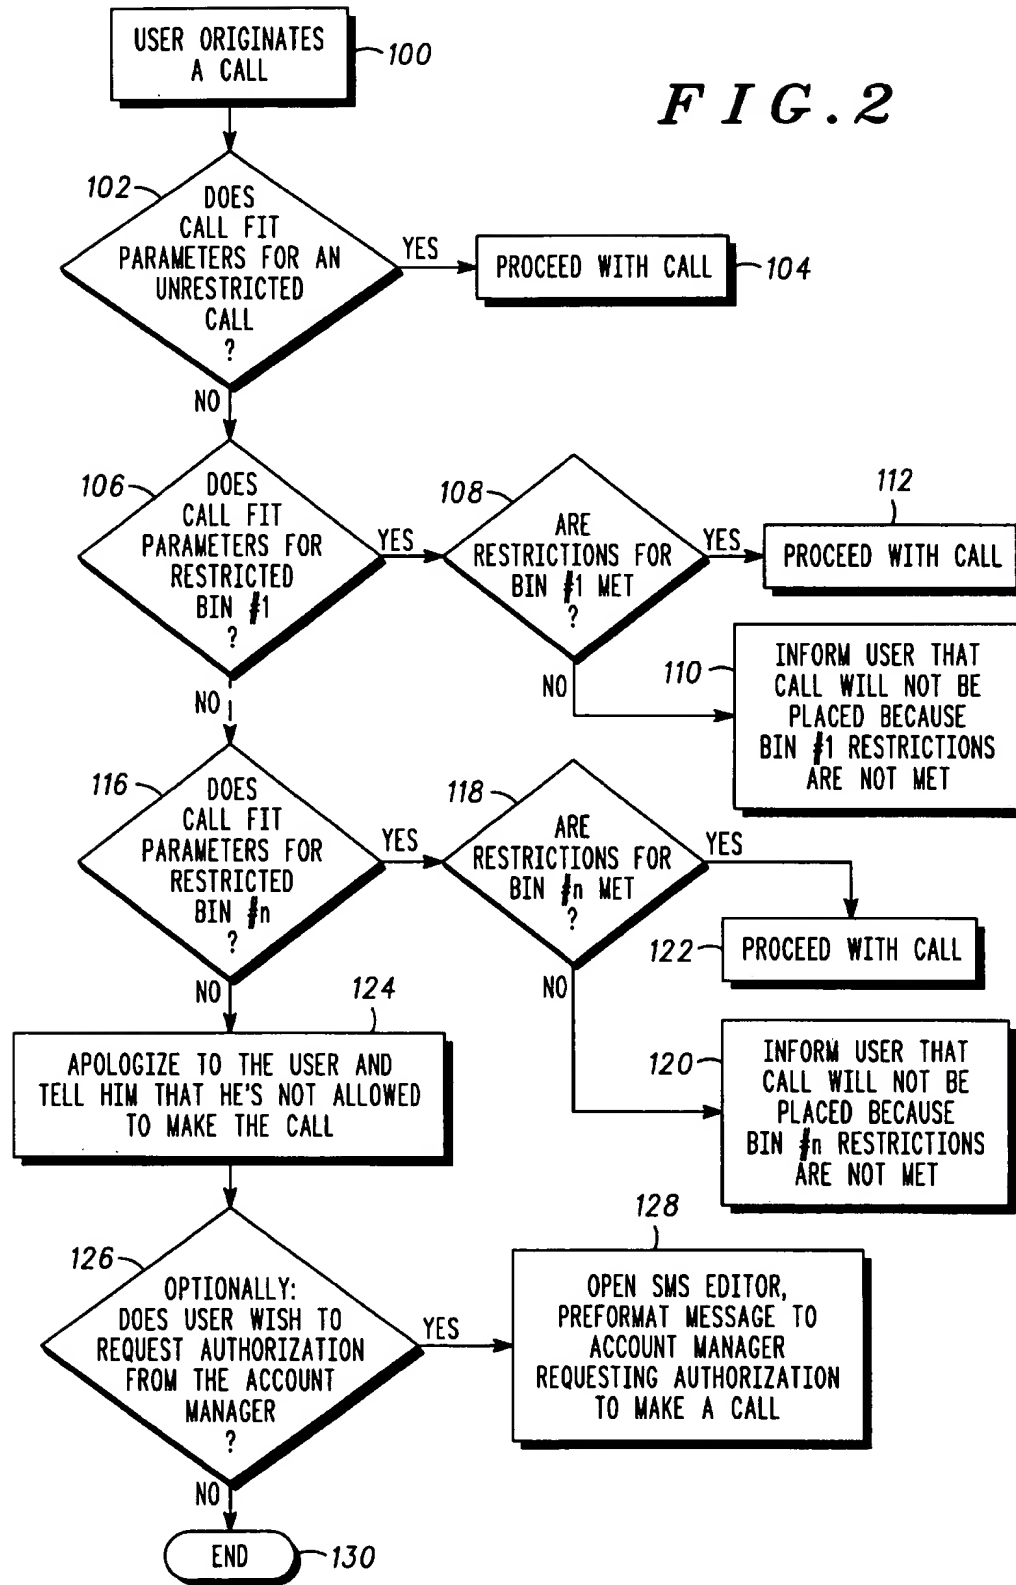 USER ORIGINATES
A CALL
100
FIG.2
102
DOES
CALL FIT
PARAMETERS FOR AN
UNRESTRICTED
CALL
?
YES
PROCEED WITH CALL
104
NO
106
DOES
CALL FIT
PARAMETERS FOR
RESTRICTED
BIN #1
?
YES
108
ARE
RESTRICTIONS FOR
BIN #1 MET
?
YES
112
PROCEED WITH CALL
NO
110
INFORM USER THAT
CALL WILL NOT BE
PLACED BECAUSE
BIN #1 RESTRICTIONS
ARE NOT MET
NO
116
DOES
CALL FIT
PARAMETERS FOR
RESTRICTED
BIN #n
?
YES
118
ARE
RESTRICTIONS FOR
BIN #n MET
?
YES
122
PROCEED WITH CALL
NO
120
INFORM USER THAT
CALL WILL NOT BE
PLACED BECAUSE
BIN #n RESTRICTIONS
ARE NOT MET
NO
124
APOLOGIZE TO THE USER AND
TELL HIM THAT HE'S NOT ALLOWED
TO MAKE THE CALL
126
OPTIONALLY:
DOES USER WISH TO
REQUEST AUTHORIZATION
FROM THE ACCOUNT
MANAGER
?
YES
128
OPEN SMS EDITOR,
PREFORMAT MESSAGE TO
ACCOUNT MANAGER
REQUESTING AUTHORIZATION
TO MAKE A CALL
NO
END
130